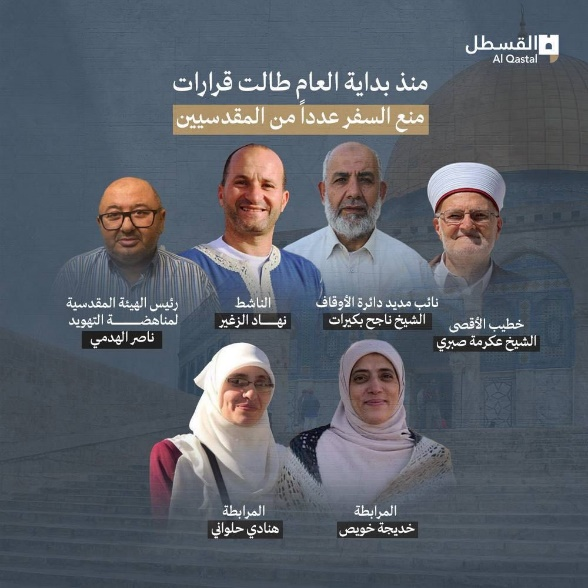 القسطل
Al Qastal
منذ بداية العام طالت قرارات
منع السفر عدداً من المقدسيين
خطيب الأقصى
الشيخ عكرمة صبري
نائب مديد دائرة الأوقاف
الشيخ ناجح بكيرات
الناشط
نهاد الزغير
رئيس الهيئة المقدسية
لمناهضة التهويد
ناصر الهدمي
المرابطة
خديجة خويص
المرابطة
هنادي حلواني